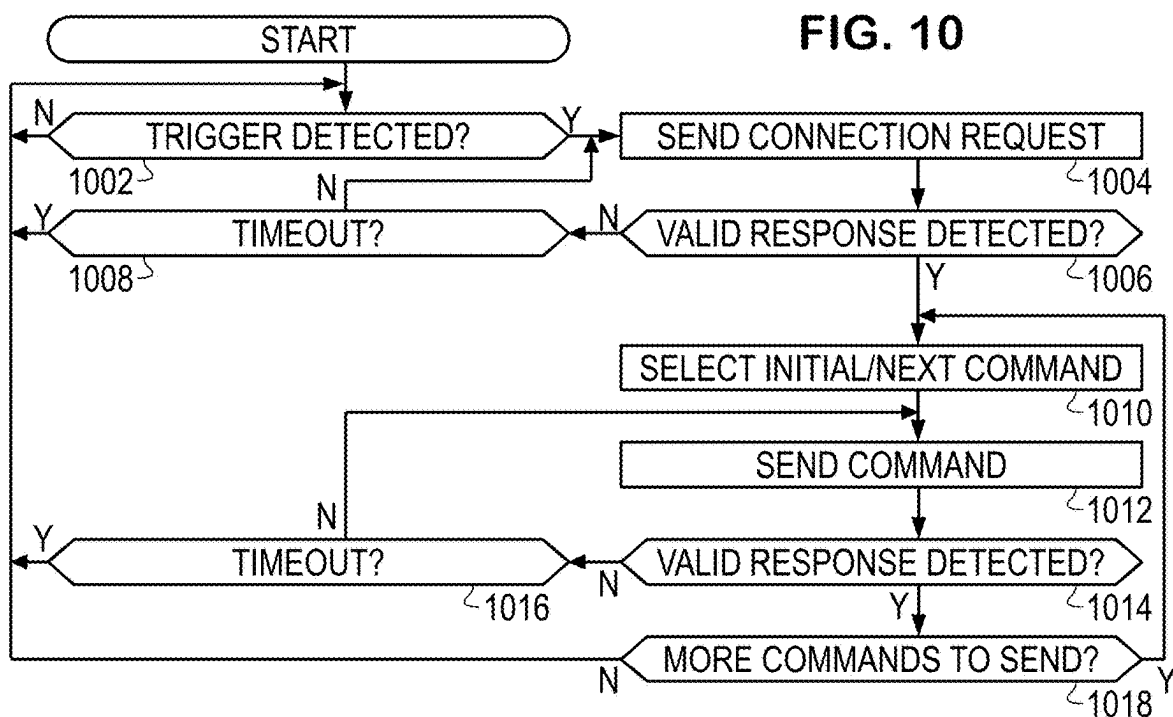 START
FIG. 10
N
TRIGGER DETECTED?
Y
SEND CONNECTION REQUEST
1002
N
1004
Y
TIMEOUT?
N
VALID RESPONSE DETECTED?
1008
Y
1006
SELECT INITIAL/NEXT COMMAND
1010
SEND COMMAND
1012
N
Y
TIMEOUT?
N
VALID RESPONSE DETECTED?
1016
Y
1014
N
MORE COMMANDS TO SEND?
Y
1018